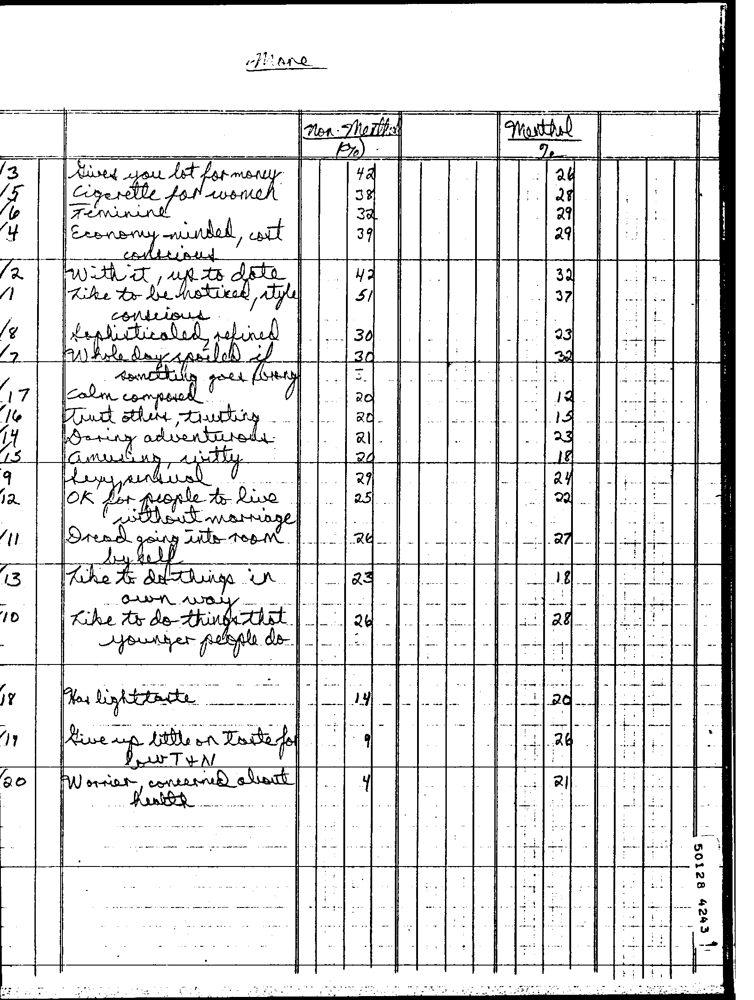 More
Non-Menthol Menthol
(%) %
/3 Gives you lot for money 42 26
/5 Cigarette for women 38 28
/6 Feminine 32 29
/4 Economy-minded, cost 39 29
conscious
/2 With it, up to date 42 32
/1 Like to be noticed, style 51 37
conscious
/8 Sophisticated, refined 30 23
/7 Whole day spoiled if 30 32
something goes wrong
/17 Calm composed 20 12
/16 Trust others, trusting 20 15
/14 Daring adventurous 21 23
/15 Amusing, witty 20 18
9 Sexy, sensual 29 24
/12 OK for people to live 25 22
without marriage
/11 Dread going into room 26 27
by self
/13 Like to do things in 23 18
own way
/10 Like to do things that 26 28
younger people do
/18 Has light taste 14 20
/19 Give up little on taste for 9 26
low T+N
/20 Worrier, concerned about 4 21
health
50128 4243